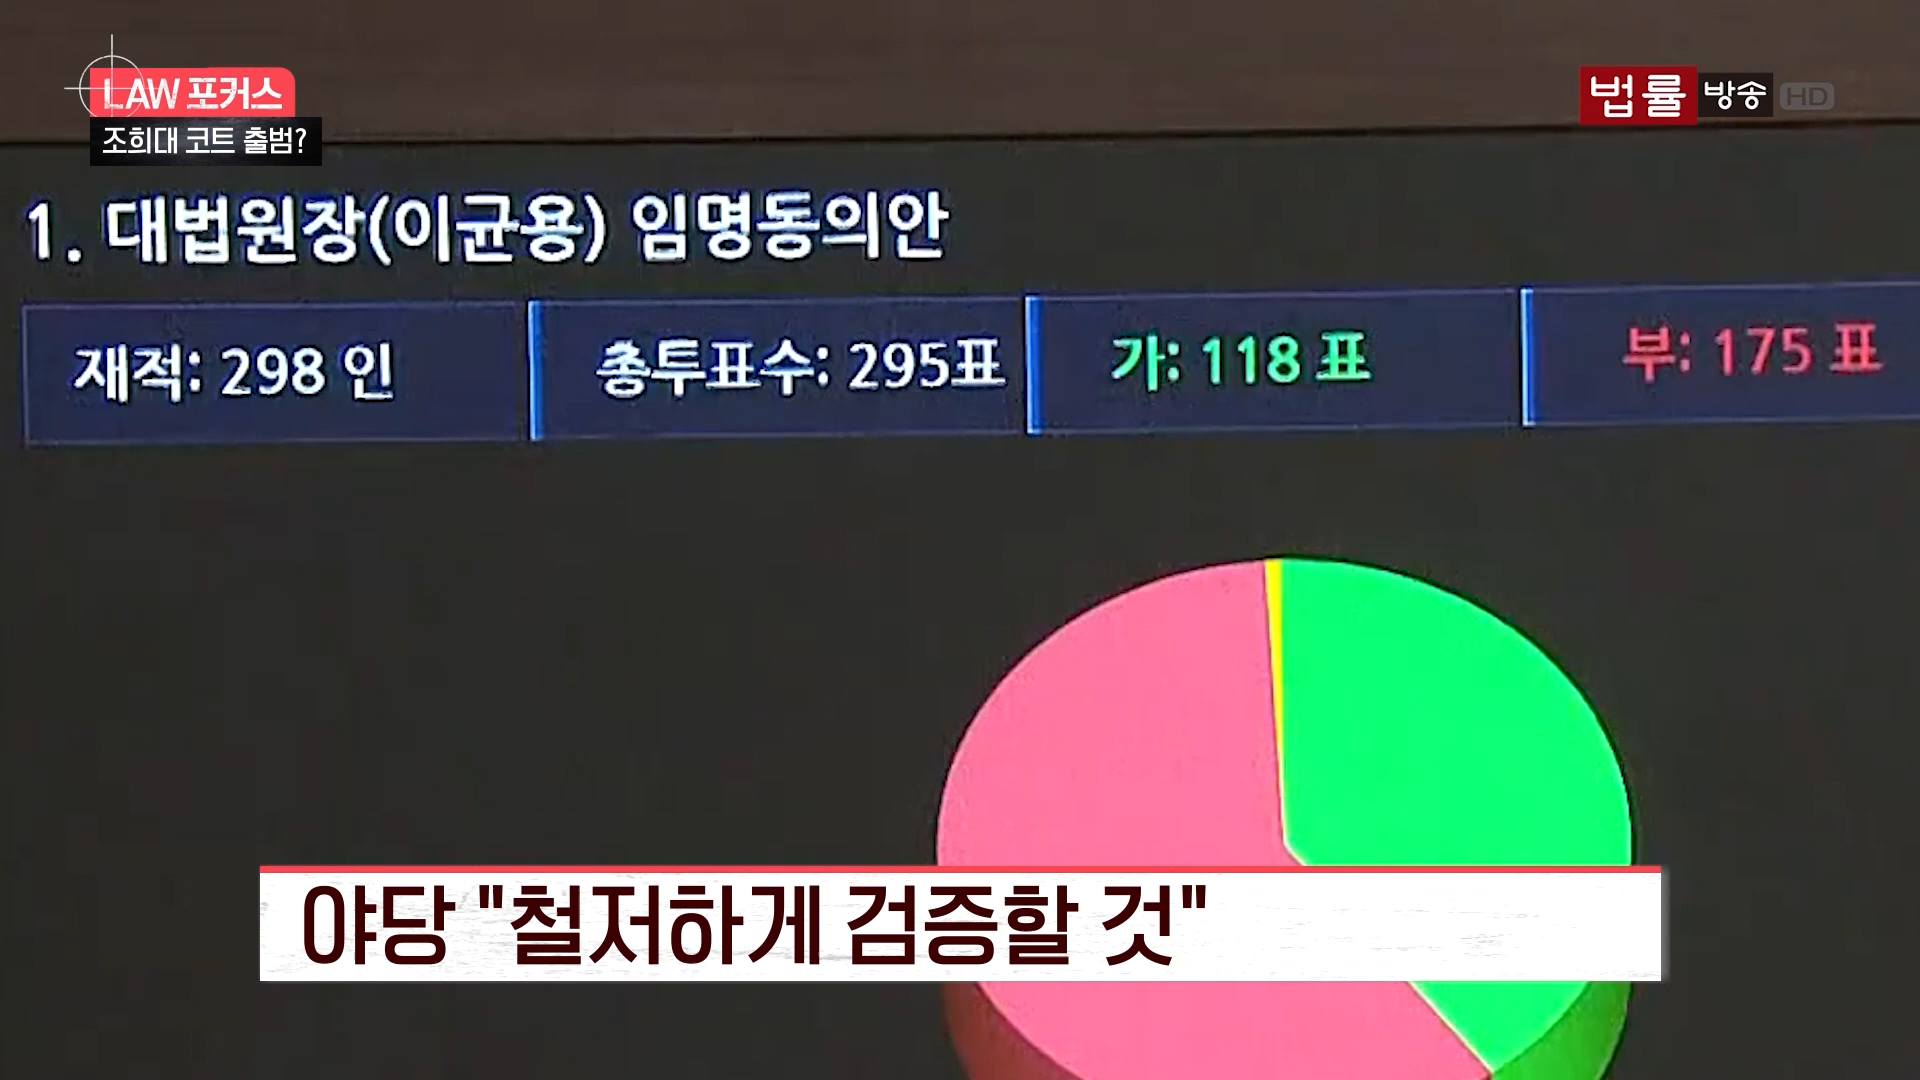 LAW 포커스
조희대 코트 출범?
법률방송 HD
1. 대법원장(이균용) 임명동의안
재적: 298 인
총투표수: 295표
가: 118 표
부: 175 표
야당 "철저하게 검증할 것"